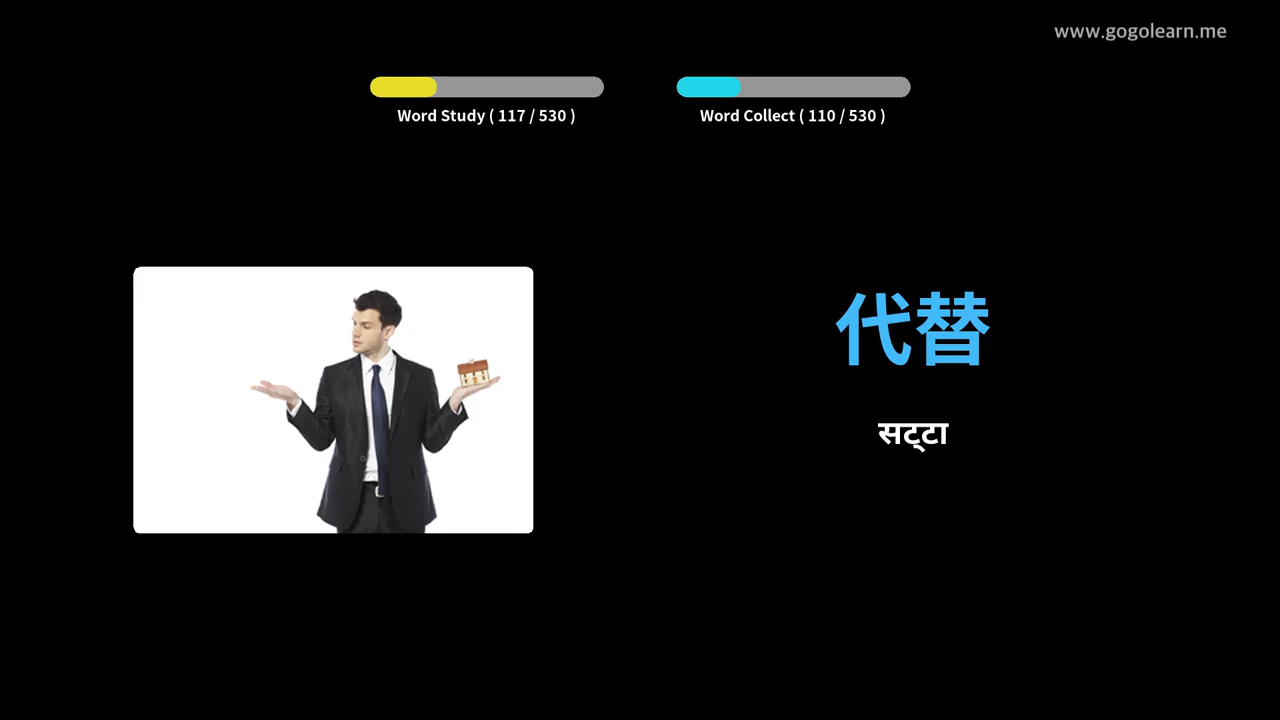 www.gogolearn.me
Word Study ( 117 / 530 )
Word Collect ( 110 / 530 )
代替
सट्टा